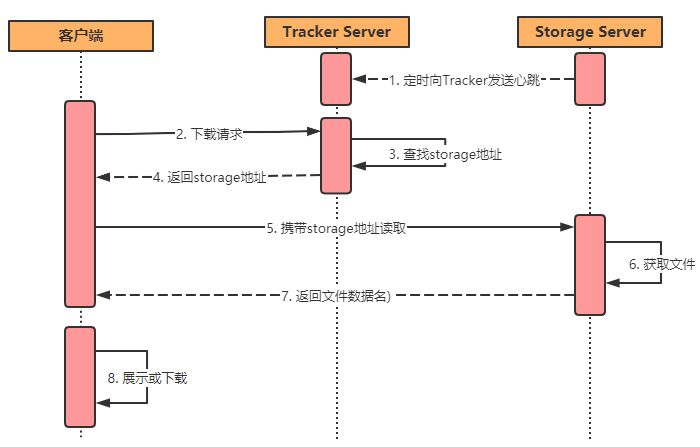 客户端
Tracker Server
Storage Server
1. 定时向Tracker发送心跳
2. 下载请求
3. 查找storage地址
4. 返回storage地址
5. 携带storage地址读取
6. 获取文件
7. 返回文件数据名)
8. 展示或下载